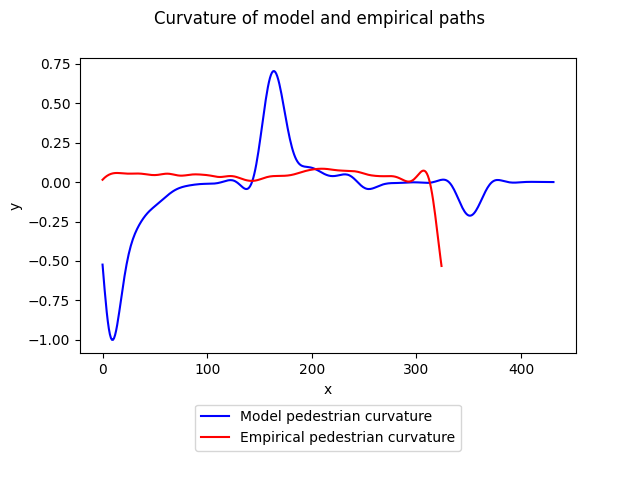 Curvature of model and empirical paths
0.75
0.50
0.25
0.00
−0.25
−0.50
−0.75
−1.00
y
0 100 200 300 400
x
Model pedestrian curvature
Empirical pedestrian curvature